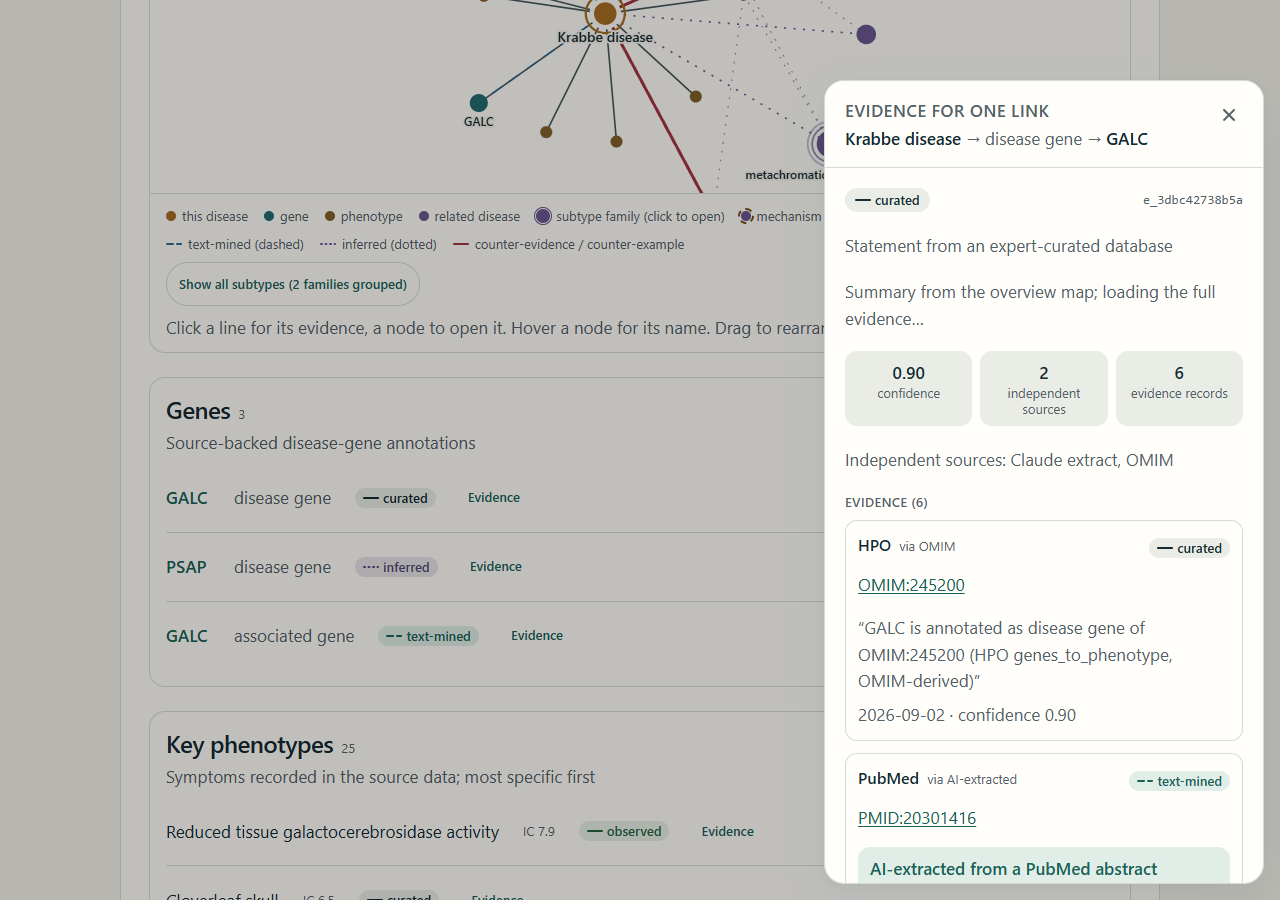 Krabbe disease
GALC
metachromatic
this disease
gene
phenotype
related disease
subtype family (click to open)
mechanism
text-mined (dashed)
inferred (dotted)
counter-evidence / counter-example
Show all subtypes (2 families grouped)
Click a line for its evidence, a node to open it. Hover a node for its name. Drag to rearran
Genes 3
Source-backed disease-gene annotations
GALC disease gene curated Evidence
PSAP disease gene inferred Evidence
GALC associated gene text-mined Evidence
Key phenotypes 25
Symptoms recorded in the source data; most specific first
Reduced tissue galactocerebrosidase activity IC 7.9 observed Evidence
Cloverleaf skull IC 6.5 curated Evidence
EVIDENCE FOR ONE LINK
Krabbe disease → disease gene → GALC
curated e_3dbc42738b5a
Statement from an expert-curated database
Summary from the overview map; loading the full
evidence...
0.90
confidence
2
independent
sources
6
evidence records
Independent sources: Claude extract, OMIM
EVIDENCE (6)
HPO via OMIM curated
OMIM:245200
“GALC is annotated as disease gene of
OMIM:245200 (HPO genes_to_phenotype,
OMIM-derived)”
2026-09-02 · confidence 0.90
PubMed via AI-extracted text-mined
PMID:20301416
AI-extracted from a PubMed abstract